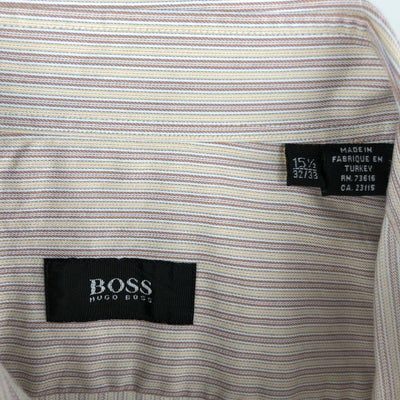 15½
32/33
MADE IN
FABRIQUE EN
TURKEY
RN. 73616
CA. 23115
BOSS
HUGO BOSS